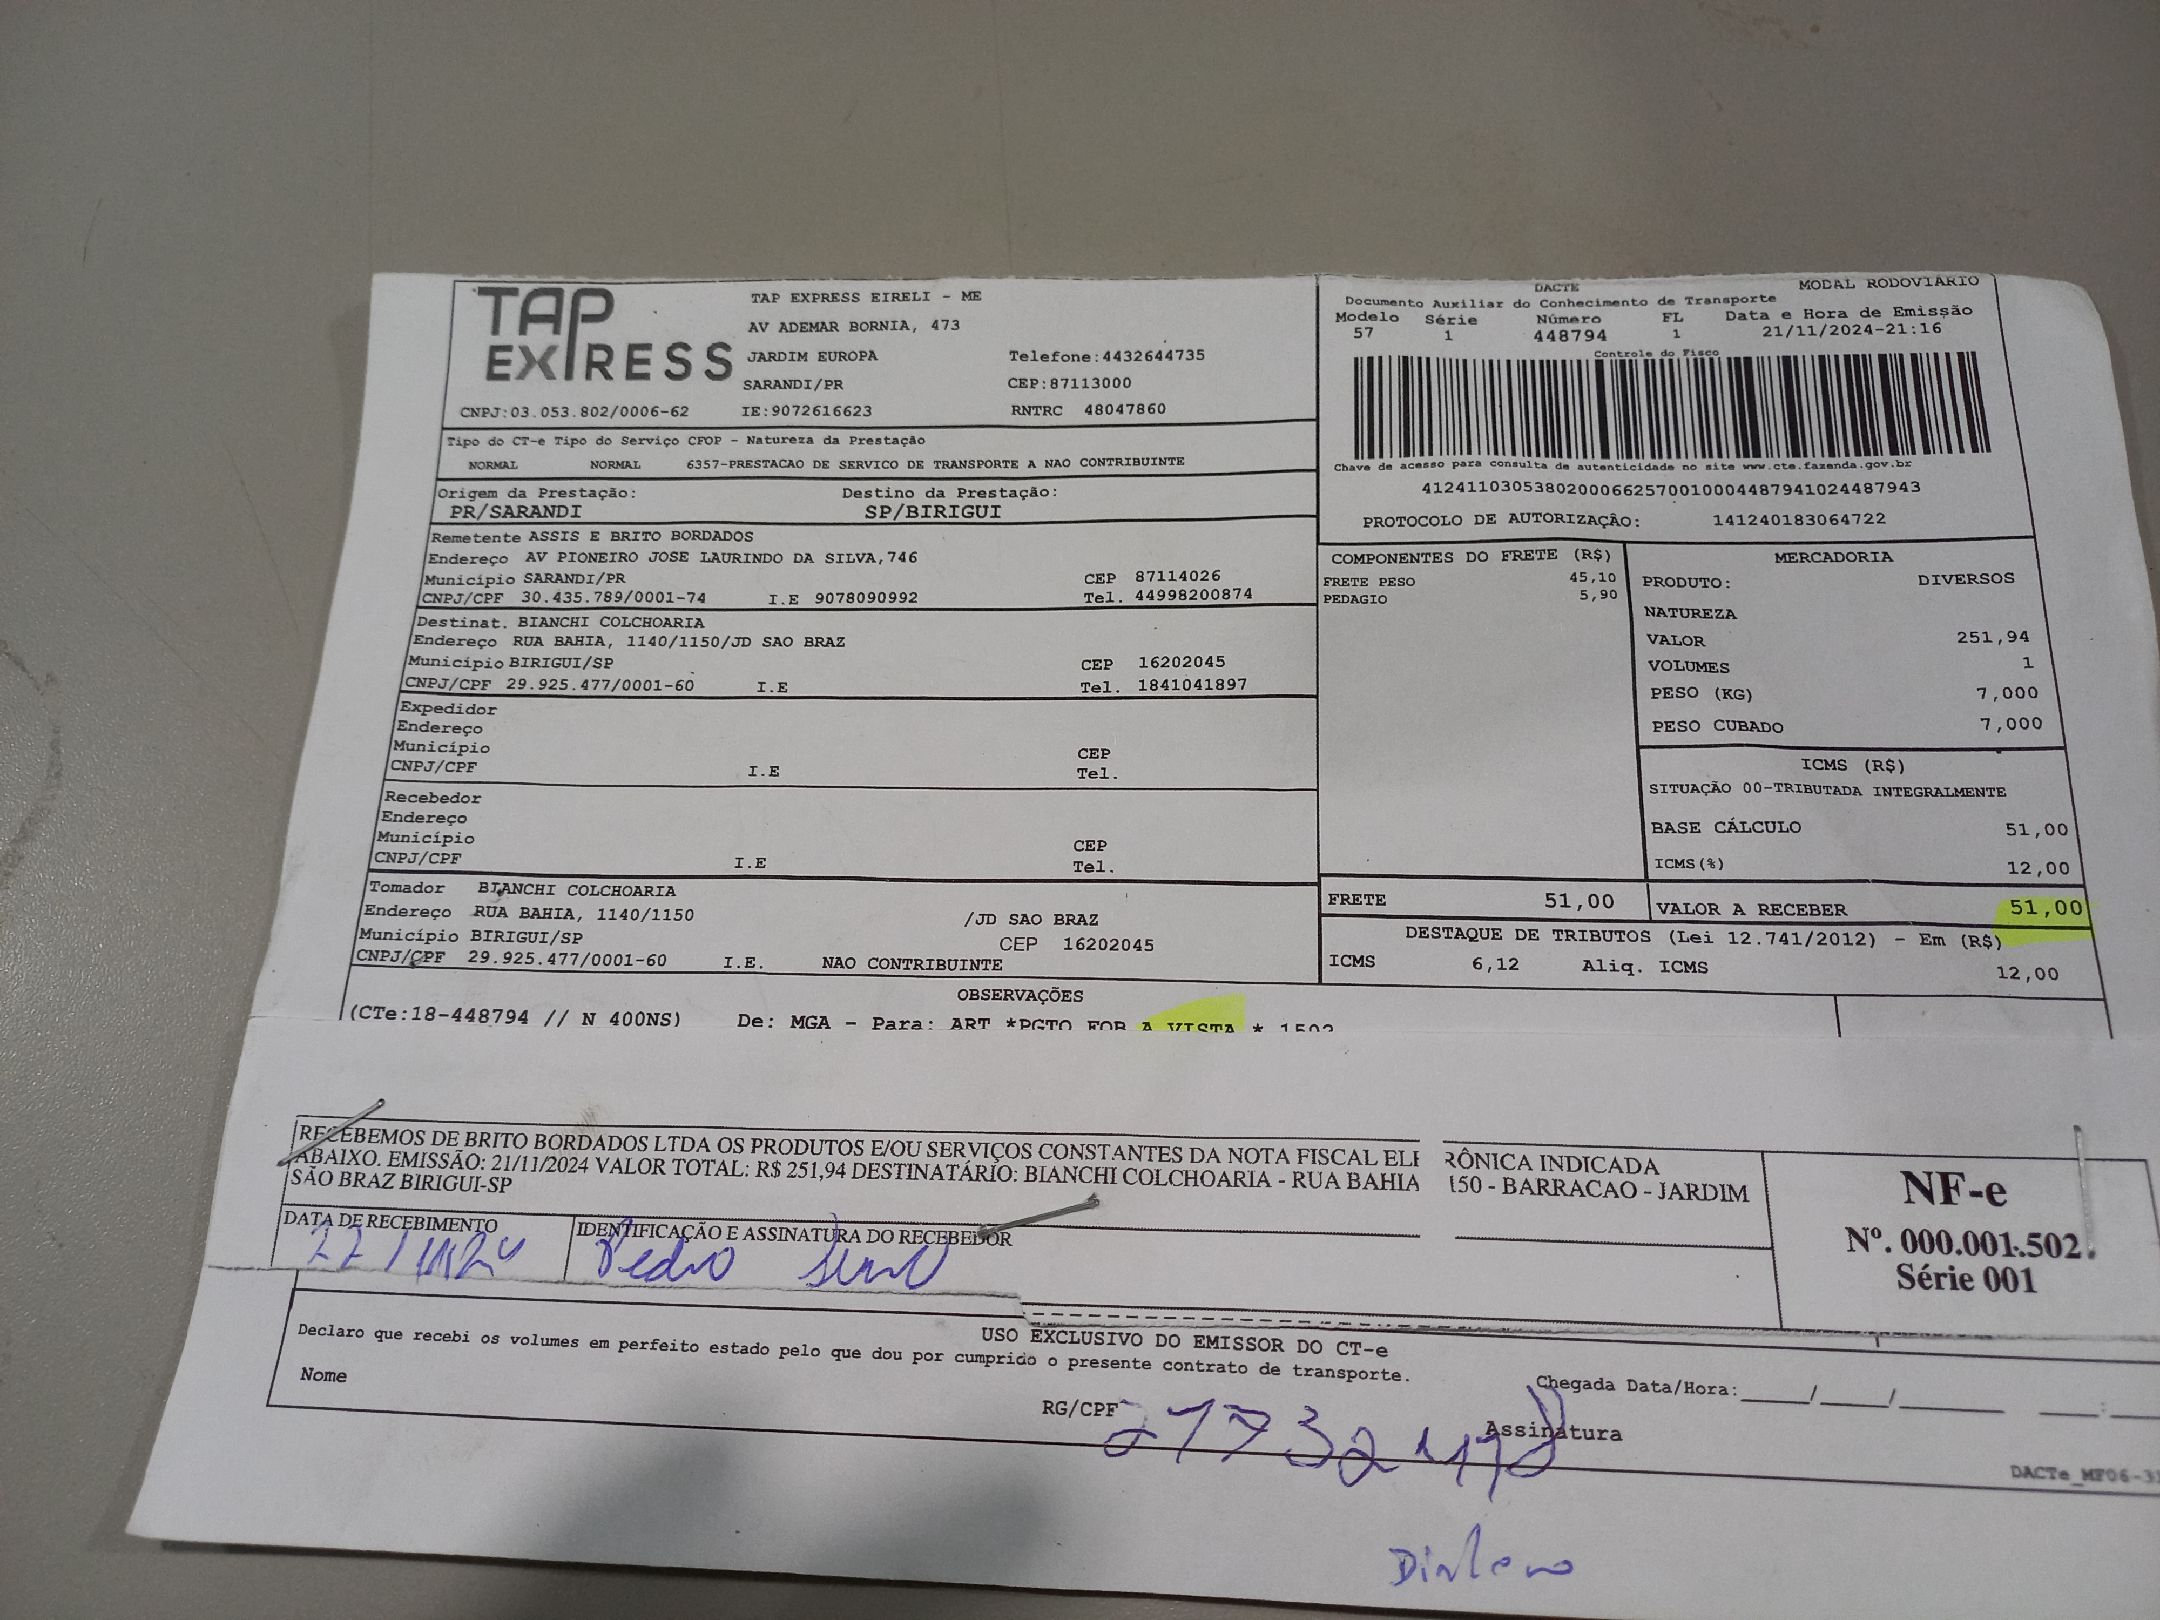 TAP
EXPRESS
TAP EXPRESS EIRELI - ME
AV ADEMAR BORNIA, 473
JARDIM EUROPA Telefone:4432644735
SARANDI/PR CEP:87113000
CNPJ:03.053.802/0006-62 IE:9072616623 RNTRC 48047860
DACTE MODAL RODOVIÁRIO
Documento Auxiliar do Conhecimento de Transporte
Modelo Série Número FL Data e Hora de Emissão
57 1 448794 1 21/11/2024-21:16
Controle do Fisco
Chave de acesso para consulta de autenticidade no site www.cte.fazenda.gov.br
41241103053802000662570010004487941024487943
PROTOCOLO DE AUTORIZAÇÃO: 141240183064722
Tipo do CT-e Tipo do Serviço CFOP - Natureza da Prestação
NORMAL NORMAL 6357-PRESTACAO DE SERVICO DE TRANSPORTE A NAO CONTRIBUINTE
Origem da Prestação: Destino da Prestação:
PR/SARANDI SP/BIRIGUI
Remetente ASSIS E BRITO BORDADOS
Endereço AV PIONEIRO JOSE LAURINDO DA SILVA,746
Município SARANDI/PR CEP 87114026
CNPJ/CPF 30.435.789/0001-74 I.E 9078090992 Tel. 44998200874
Destinat. BIANCHI COLCHOARIA
Endereço RUA BAHIA, 1140/1150/JD SAO BRAZ
Município BIRIGUI/SP CEP 16202045
CNPJ/CPF 29.925.477/0001-60 I.E Tel. 1841041897
Expedidor
Endereço
Município CEP
CNPJ/CPF I.E Tel.
Recebedor
Endereço
Município CEP
CNPJ/CPF I.E Tel.
Tomador BIANCHI COLCHOARIA
Endereço RUA BAHIA, 1140/1150 /JD SAO BRAZ
Município BIRIGUI/SP CEP 16202045
CNPJ/CPF 29.925.477/0001-60 I.E. NAO CONTRIBUINTE
COMPONENTES DO FRETE (R$)
FRETE PESO 45,10
PEDAGIO 5,90
MERCADORIA
PRODUTO: DIVERSOS
NATUREZA
VALOR 251,94
VOLUMES 1
PESO (KG) 7,000
PESO CUBADO 7,000
ICMS (R$)
SITUAÇÃO 00-TRIBUTADA INTEGRALMENTE
BASE CÁLCULO 51,00
ICMS(%) 12,00
FRETE 51,00 VALOR A RECEBER 51,00
DESTAQUE DE TRIBUTOS (Lei 12.741/2012) - Em (R$)
ICMS 6,12 Aliq. ICMS 12,00
OBSERVAÇÕES
(CTe:18-448794 // N 400NS) De: MGA - Para: ART *PGTO FOB A VISTA * 1502
RECEBEMOS DE BRITO BORDADOS LTDA OS PRODUTOS E/OU SERVIÇOS CONSTANTES DA NOTA FISCAL ELE RÔNICA INDICADA
ABAIXO. EMISSÃO: 21/11/2024 VALOR TOTAL: R$ 251,94 DESTINATÁRIO: BIANCHI COLCHOARIA - RUA BAHIA 150 - BARRACAO - JARDIM
SÃO BRAZ BIRIGUI-SP
DATA DE RECEBIMENTO IDENTIFICAÇÃO E ASSINATURA DO RECEBEDOR
Pedro
NF-e
Nº. 000.001.502
Série 001
USO EXCLUSIVO DO EMISSOR DO CT-e
Declaro que recebi os volumes em perfeito estado pelo que dou por cumprido o presente contrato de transporte.
Nome RG/CPF Chegada Data/Hora:____/____/______ ____:
Assinatura